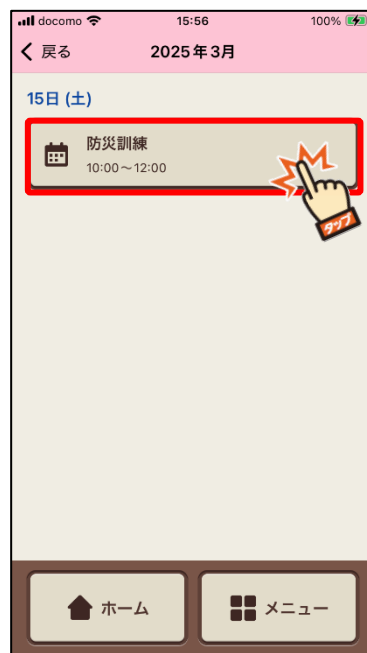 docomo 15:56 100%
戻る 2025年3月
15日 (土)
防災訓練
10:00～12:00
タップ
ホーム メニュー